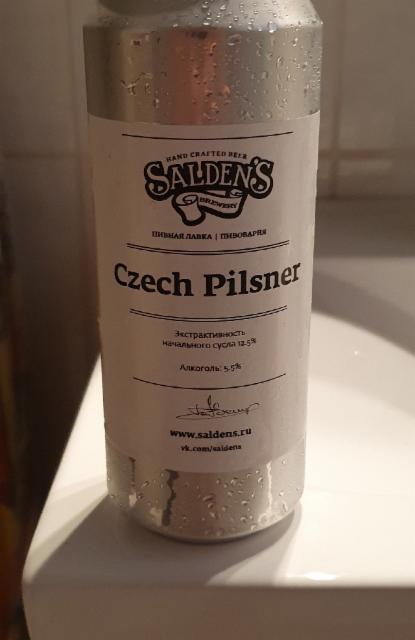 HAND CRAFTED BEER
SALDEN'S
BREWERY
ПИВНАЯ ЛАВКА | ПИВОВАРНЯ
Czech Pilsner
Экстрактивность
начального сусла 12.5%
Алкоголь: 5.5%
www.saldens.ru
vk.com/saldens